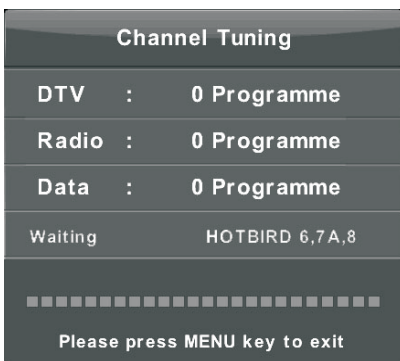 Channel Tuning
DTV : 0 Programme
Radio : 0 Programme
Data : 0 Programme
Waiting HOTBIRD 6,7A,8
Please press MENU key to exit